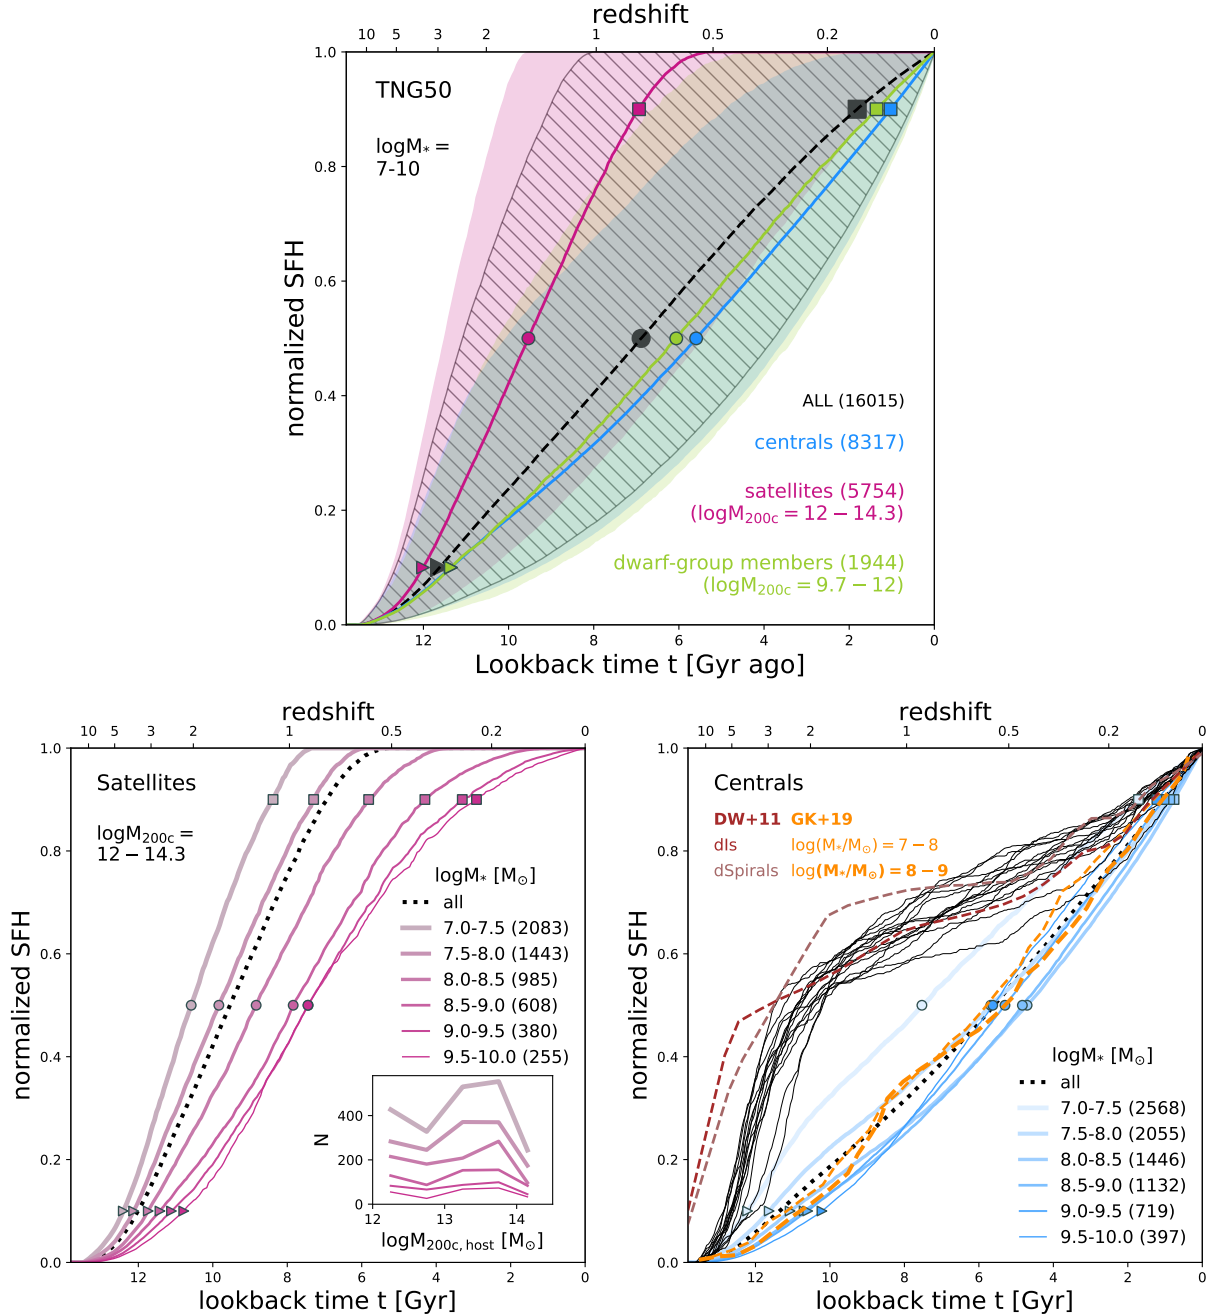 redshift
10 5 3 2 1 0.5 0.2 0
1.0
TNG50
logM* =
7-10
0.8
0.6
normalized SFH
0.4
ALL (16015)
centrals (8317)
satellites (5754)
(logM200c = 12 − 14.3)
0.2
dwarf-group members (1944)
(logM200c = 9.7 − 12)
0.0
12 10 8 6 4 2 0
Lookback time t [Gyr ago]
redshift
10 5 3 2 1 0.5 0.2 0
1.0
Satellites
logM200c =
12 − 14.3
0.8
logM* [M⊙]
all
7.0-7.5 (2083)
7.5-8.0 (1443)
8.0-8.5 (985)
8.5-9.0 (608)
9.0-9.5 (380)
9.5-10.0 (255)
0.6
normalized SFH
0.4
400
N
200
0
12 13 14
logM200c, host [M⊙]
0.2
0.0
12 10 8 6 4 2 0
lookback time t [Gyr]
redshift
10 5 3 2 1 0.5 0.2 0
1.0
Centrals
DW+11 GK+19
dIs log(M*/M⊙) = 7 − 8
dSpirals log(M*/M⊙) = 8 − 9
0.8
0.6
normalized SFH
0.4
logM* [M⊙]
all
7.0-7.5 (2568)
7.5-8.0 (2055)
8.0-8.5 (1446)
8.5-9.0 (1132)
9.0-9.5 (719)
9.5-10.0 (397)
0.2
0.0
12 10 8 6 4 2 0
lookback time t [Gyr]